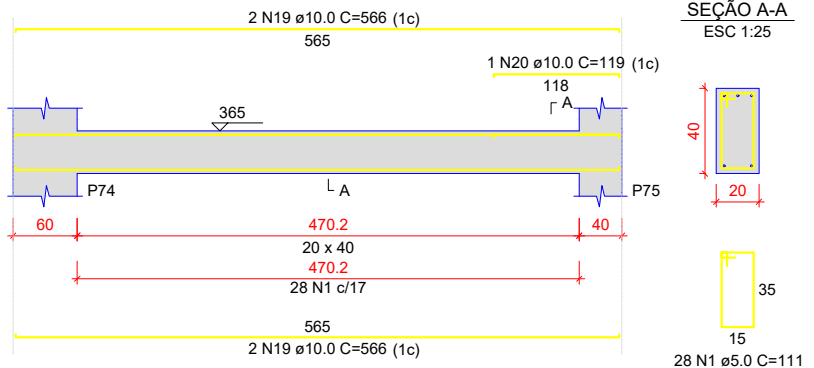 2 N19 ø10.0 C=566 (1c)
565
1 N20 ø10.0 C=119 (1c)
118
A
365
A
P74
P75
60
470.2
40
20 x 40
470.2
28 N1 c/17
565
2 N19 ø10.0 C=566 (1c)
SEÇÃO A-A
ESC 1:25
40
20
35
15
28 N1 ø5.0 C=111